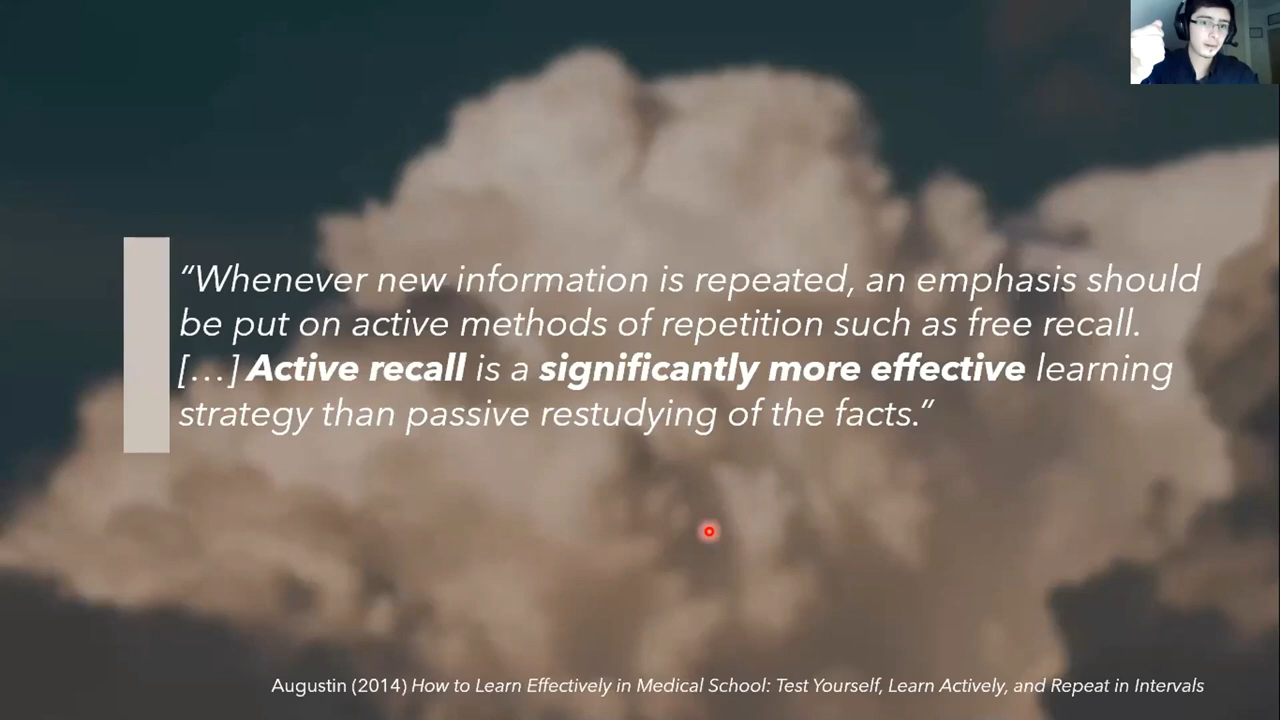 “Whenever new information is repeated, an emphasis should
be put on active methods of repetition such as free recall.
[…] Active recall is a significantly more effective learning
strategy than passive restudying of the facts.”
Augustin (2014) How to Learn Effectively in Medical School: Test Yourself, Learn Actively, and Repeat in Intervals